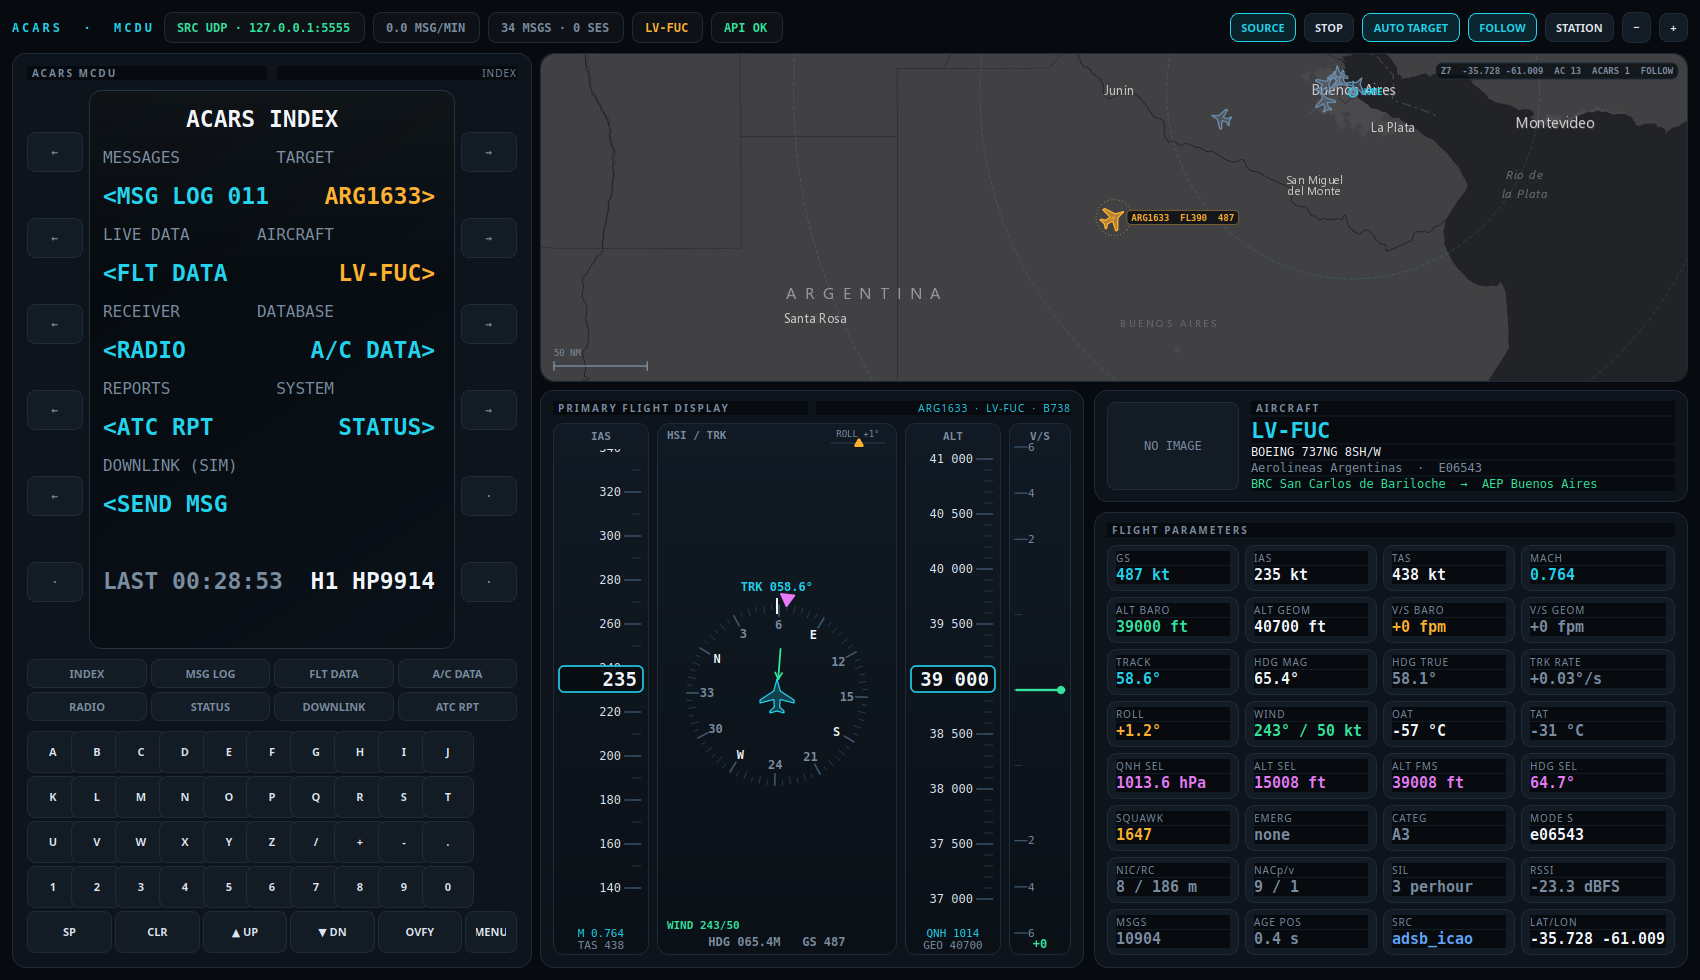 ACARS · MCDU
SRC UDP · 127.0.0.1:5555
0.0 MSG/MIN
34 MSGS · 0 SES
LV-FUC
API OK
SOURCE
STOP
AUTO TARGET
FOLLOW
STATION
−
+
ACARS MCDU
INDEX
ACARS INDEX
MESSAGES TARGET
<MSG LOG 011 ARG1633>
LIVE DATA AIRCRAFT
<FLT DATA LV-FUC>
RECEIVER DATABASE
<RADIO A/C DATA>
REPORTS SYSTEM
<ATC RPT STATUS>
DOWNLINK (SIM)
<SEND MSG
LAST 00:28:53 H1 HP9914
← →
← →
← →
← →
← ·
· ·
INDEX MSG LOG FLT DATA A/C DATA
RADIO STATUS DOWNLINK ATC RPT
A B C D E F G H I J
K L M N O P Q R S T
U V W X Y Z / + - .
1 2 3 4 5 6 7 8 9 0
SP CLR ▲ UP ▼ DN OVFY MENU
Z7 -35.728 -61.009 AC 13 ACARS 1 FOLLOW
Junín
Buenos Aires
La Plata
Montevideo
San Miguel
del Monte
Río de
la Plata
ARG1633 FL390 487
ARGENTINA
Santa Rosa
BUENOS AIRES
50 NM
PRIMARY FLIGHT DISPLAY
ARG1633 · LV-FUC · B738
IAS
340
320
300
280
260
240
235
220
200
180
160
140
M 0.764
TAS 438
HSI / TRK
ROLL +1°
TRK 058.6°
3 6 E
N 12
33 15
30 S
W 24 21
WIND 243/50
HDG 065.4M GS 487
ALT
41 000
40 500
40 000
39 500
39 000
38 500
38 000
37 500
37 000
QNH 1014
GEO 40700
V/S
6
4
2
2
4
6
+0
NO IMAGE
AIRCRAFT
LV-FUC
BOEING 737NG 8SH/W
Aerolineas Argentinas · E06543
BRC San Carlos de Bariloche → AEP Buenos Aires
FLIGHT PARAMETERS
GS IAS TAS MACH
487 kt 235 kt 438 kt 0.764
ALT BARO ALT GEOM V/S BARO V/S GEOM
39000 ft 40700 ft +0 fpm +0 fpm
TRACK HDG MAG HDG TRUE TRK RATE
58.6° 65.4° 58.1° +0.03°/s
ROLL WIND OAT TAT
+1.2° 243° / 50 kt -57 °C -31 °C
QNH SEL ALT SEL ALT FMS HDG SEL
1013.6 hPa 15008 ft 39008 ft 64.7°
SQUAWK EMERG CATEG MODE S
1647 none A3 e06543
NIC/RC NACp/v SIL RSSI
8 / 186 m 9 / 1 3 perhour -23.3 dBFS
MSGS AGE POS SRC LAT/LON
10904 0.4 s adsb_icao -35.728 -61.009